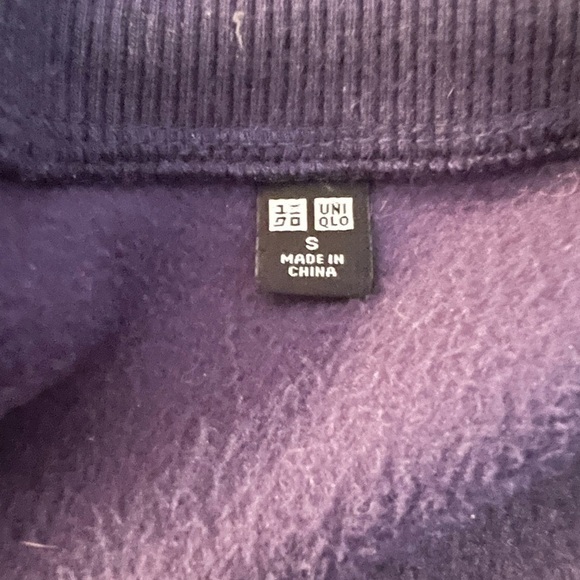 ユニ UNI
クロ QLO
S
MADE IN
CHINA